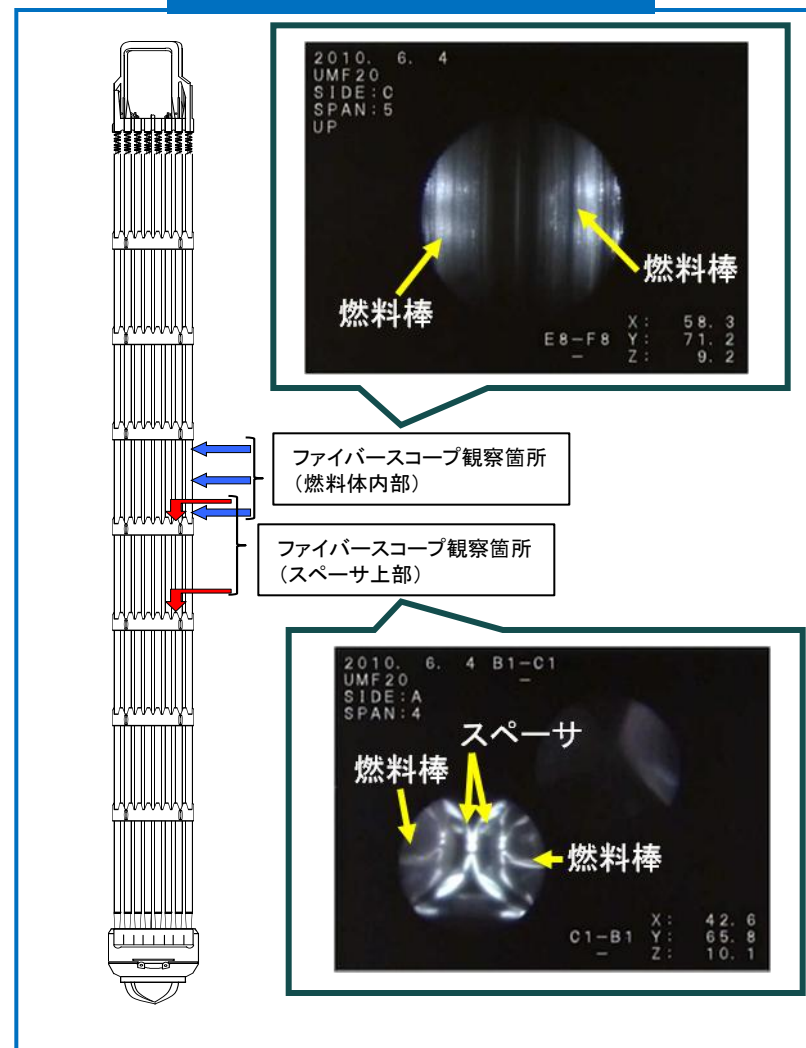 2010. 6. 4
UMF20
SIDE:C
SPAN:5
UP
燃料棒
燃料棒
X: 58.3
E8-F8 Y: 71.2
- Z: 9.2
ファイバースコープ観察箇所
(燃料体内部)
ファイバースコープ観察箇所
(スペーサ上部)
2010. 6. 4 B1-C1
UMF20 -
SIDE:A
SPAN:4
スペーサ
燃料棒
燃料棒
X: 42.6
C1-B1 Y: 65.8
- Z: 10.1